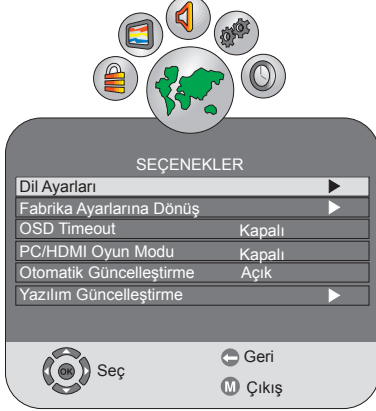 SEÇENEKLER
Dil Ayarları
Fabrika Ayarlarına Dönüş
OSD Timeout Kapalı
PC/HDMI Oyun Modu Kapalı
Otomatik Güncelleştirme Açık
Yazılım Güncelleştirme
OK Seç
Geri
M Çıkış